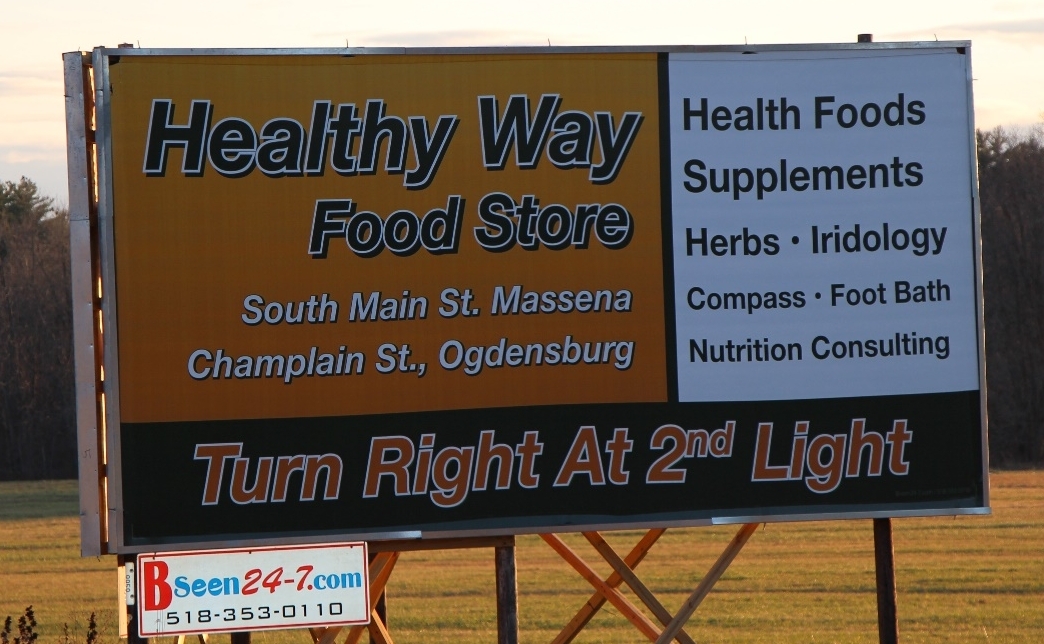 Healthy Way
Food Store
South Main St. Massena
Champlain St., Ogdensburg
Health Foods
Supplements
Herbs • Iridology
Compass • Foot Bath
Nutrition Consulting
Turn Right At 2nd Light
BSeen24-7.com
518-353-0110